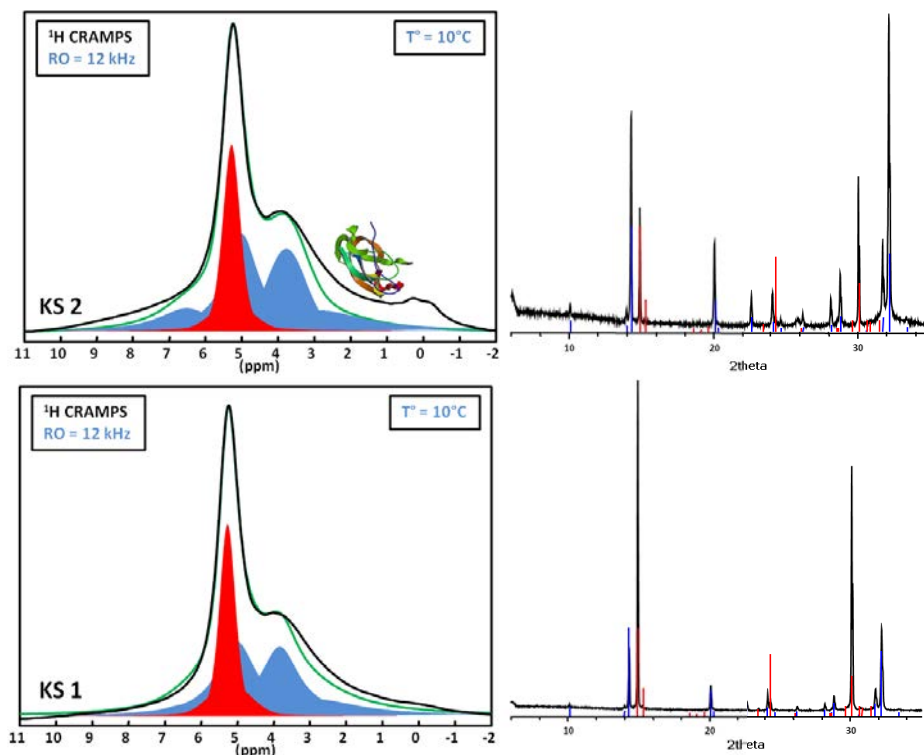 ¹H CRAMPS
RO = 12 kHz
T° = 10°C
KS 2
11 10 9 8 7 6 5 4 3 2 1 0 -1 -2
(ppm)
10 20 30
2theta
¹H CRAMPS
RO = 12 kHz
T° = 10°C
KS 1
11 10 9 8 7 6 5 4 3 2 1 0 -1 -2
(ppm)
10 20 30
2theta